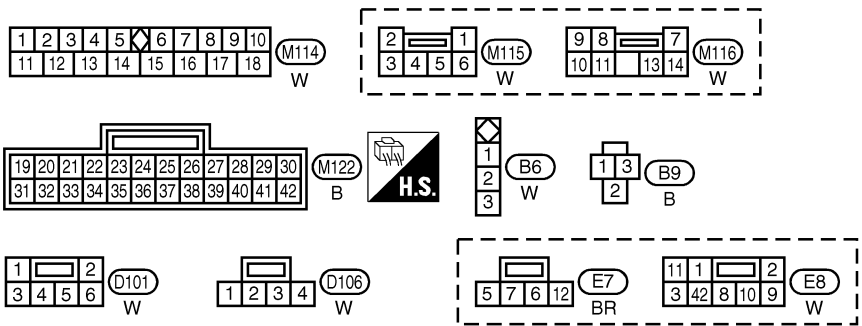 1 2 3 4 5 6 7 8 9 10
11 12 13 14 15 16 17 18
M114
W
2 1
3 4 5 6
M115
W
9 8 7
10 11 13 14
M116
W
19 20 21 22 23 24 25 26 27 28 29 30
31 32 33 34 35 36 37 38 39 40 41 42
M122
B
H.S.
1
2
3
B6
W
1 3
2
B9
B
1 2
3 4 5 6
D101
W
1 2 3 4
D106
W
5 7 6 12
E7
BR
11 1 2
3 42 8 10 9
E8
W